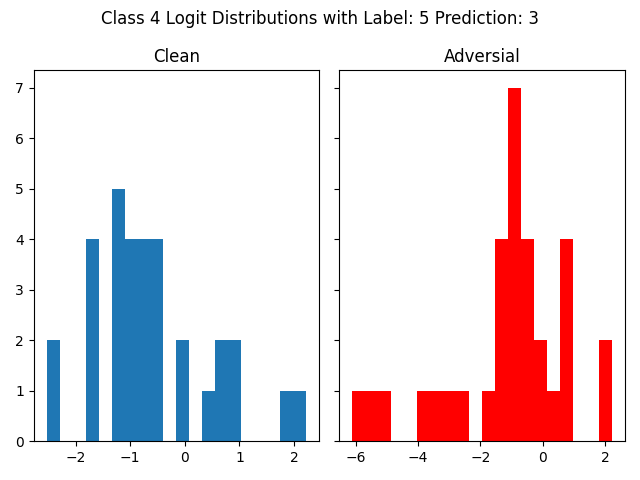 Class 4 Logit Distributions with Label: 5 Prediction: 3
Clean
Adversial
7
6
5
4
3
2
1
0
−2 −1 0 1 2
−6 −4 −2 0 2